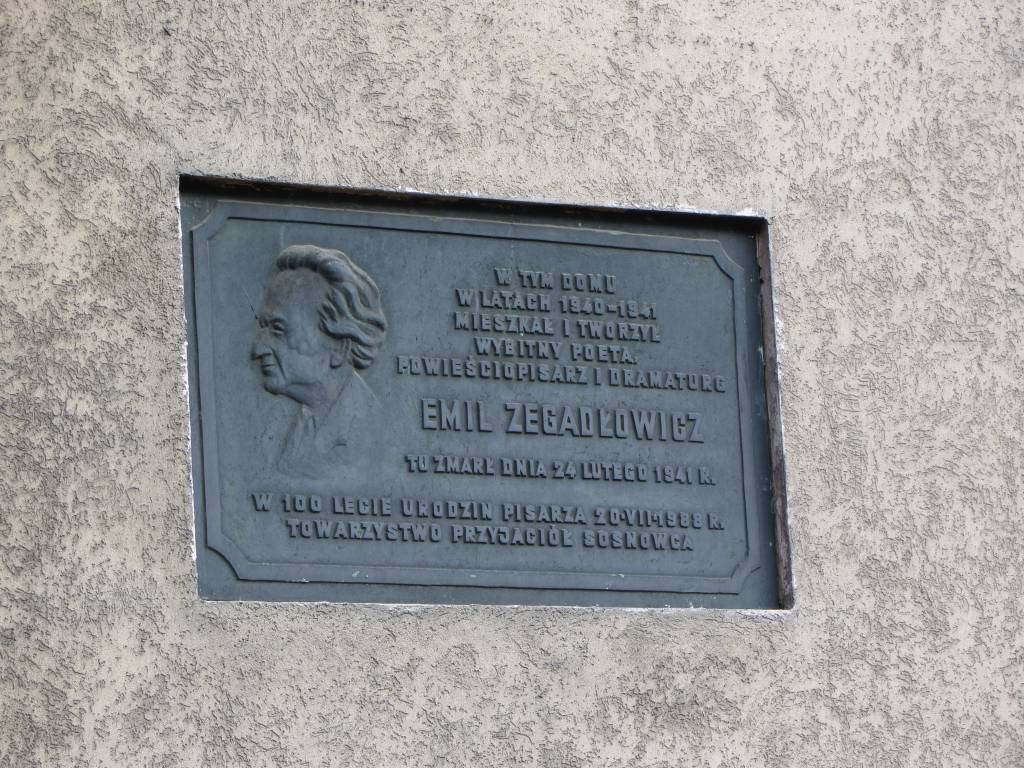 W TYM DOMU
W LATACH 1940-1941
MIESZKAŁ I TWORZYŁ
WYBITNY POETA,
POWIEŚCIOPISARZ I DRAMATURG
EMIL ZEGADŁOWICZ
TU ZMARŁ DNIA 24 LUTEGO 1941 R.
W 100 LECIE URODZIN PISARZA 20·VII·1988 R.
TOWARZYSTWO PRZYJACIÓŁ SOSNOWCA